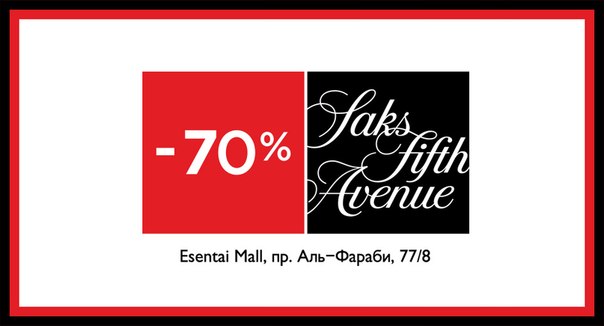 -70%
Saks
fifth
Avenue
Esentai Mall, пр. Аль-Фараби, 77/8